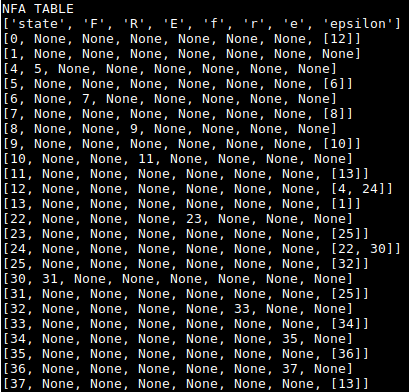 NFA TABLE
['state', 'F', 'R', 'E', 'f', 'r', 'e', 'epsilon']
[0, None, None, None, None, None, None, [12]]
[1, None, None, None, None, None, None, None]
[4, 5, None, None, None, None, None, None]
[5, None, None, None, None, None, None, [6]]
[6, None, 7, None, None, None, None, None]
[7, None, None, None, None, None, None, [8]]
[8, None, None, 9, None, None, None, None]
[9, None, None, None, None, None, None, [10]]
[10, None, None, 11, None, None, None, None]
[11, None, None, None, None, None, None, [13]]
[12, None, None, None, None, None, None, [4, 24]]
[13, None, None, None, None, None, None, [1]]
[22, None, None, None, 23, None, None, None]
[23, None, None, None, None, None, None, [25]]
[24, None, None, None, None, None, None, [22, 30]]
[25, None, None, None, None, None, None, [32]]
[30, 31, None, None, None, None, None, None]
[31, None, None, None, None, None, None, [25]]
[32, None, None, None, None, 33, None, None]
[33, None, None, None, None, None, None, [34]]
[34, None, None, None, None, None, 35, None]
[35, None, None, None, None, None, None, [36]]
[36, None, None, None, None, None, 37, None]
[37, None, None, None, None, None, None, [13]]